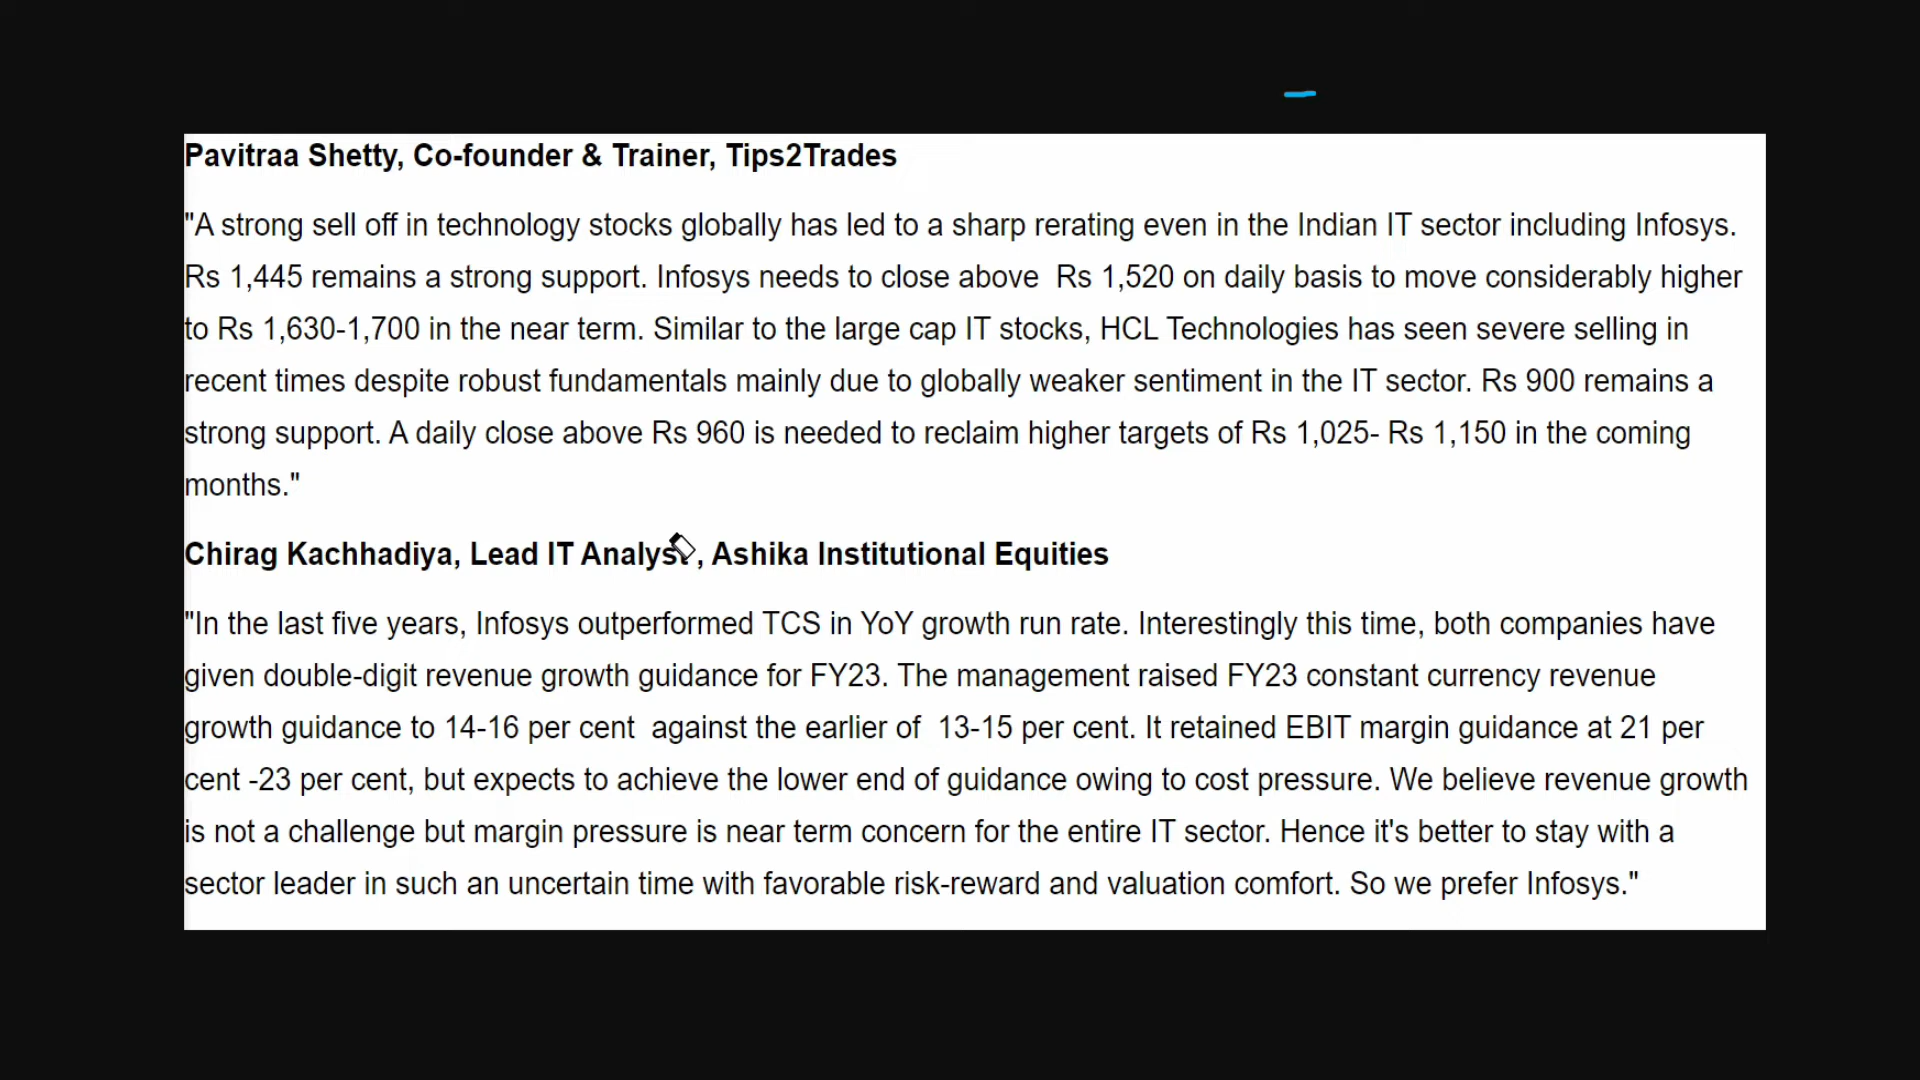 Pavitraa Shetty, Co-founder & Trainer, Tips2Trades
"A strong sell off in technology stocks globally has led to a sharp rerating even in the Indian IT sector including Infosys.
Rs 1,445 remains a strong support. Infosys needs to close above  Rs 1,520 on daily basis to move considerably higher
to Rs 1,630-1,700 in the near term. Similar to the large cap IT stocks, HCL Technologies has seen severe selling in
recent times despite robust fundamentals mainly due to globally weaker sentiment in the IT sector. Rs 900 remains a
strong support. A daily close above Rs 960 is needed to reclaim higher targets of Rs 1,025- Rs 1,150 in the coming
months."
Chirag Kachhadiya, Lead IT Analyst , Ashika Institutional Equities
"In the last five years, Infosys outperformed TCS in YoY growth run rate. Interestingly this time, both companies have
given double-digit revenue growth guidance for FY23. The management raised FY23 constant currency revenue
growth guidance to 14-16 per cent  against the earlier of  13-15 per cent. It retained EBIT margin guidance at 21 per
cent -23 per cent, but expects to achieve the lower end of guidance owing to cost pressure. We believe revenue growth
is not a challenge but margin pressure is near term concern for the entire IT sector. Hence it's better to stay with a
sector leader in such an uncertain time with favorable risk-reward and valuation comfort. So we prefer Infosys."